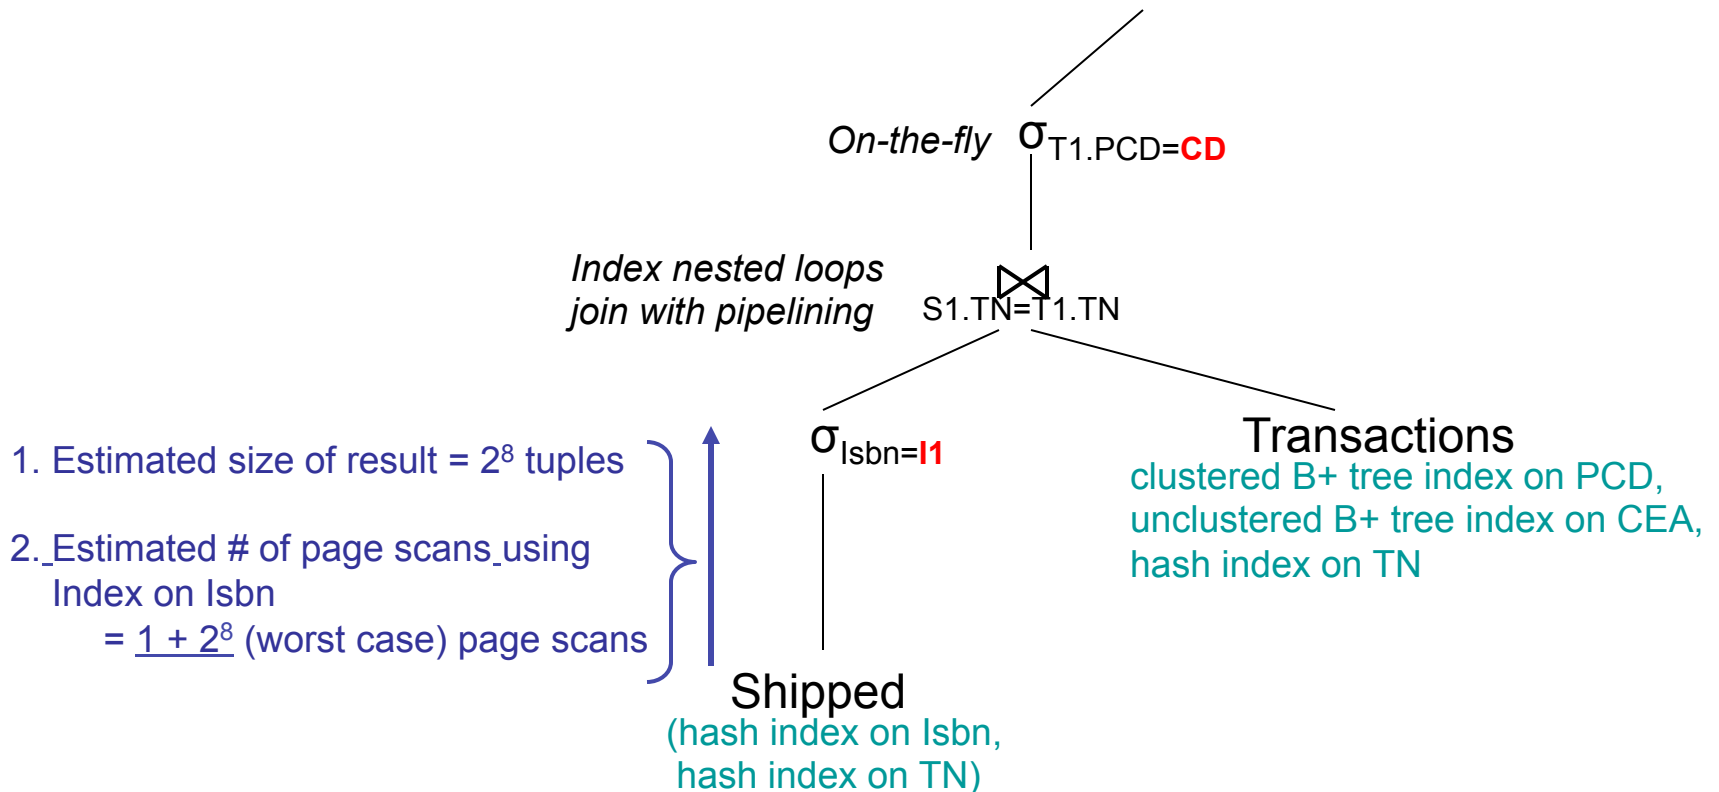 On-the-fly σT1.PCD=CD
Index nested loops
join with pipelining
S1.TN=T1.TN
1. Estimated size of result = 2⁸ tuples
2. Estimated # of page scans using
Index on Isbn
= 1 + 2⁸ (worst case) page scans
σIsbn=I1
Transactions
clustered B+ tree index on PCD,
unclustered B+ tree index on CEA,
hash index on TN
Shipped
(hash index on Isbn,
hash index on TN)